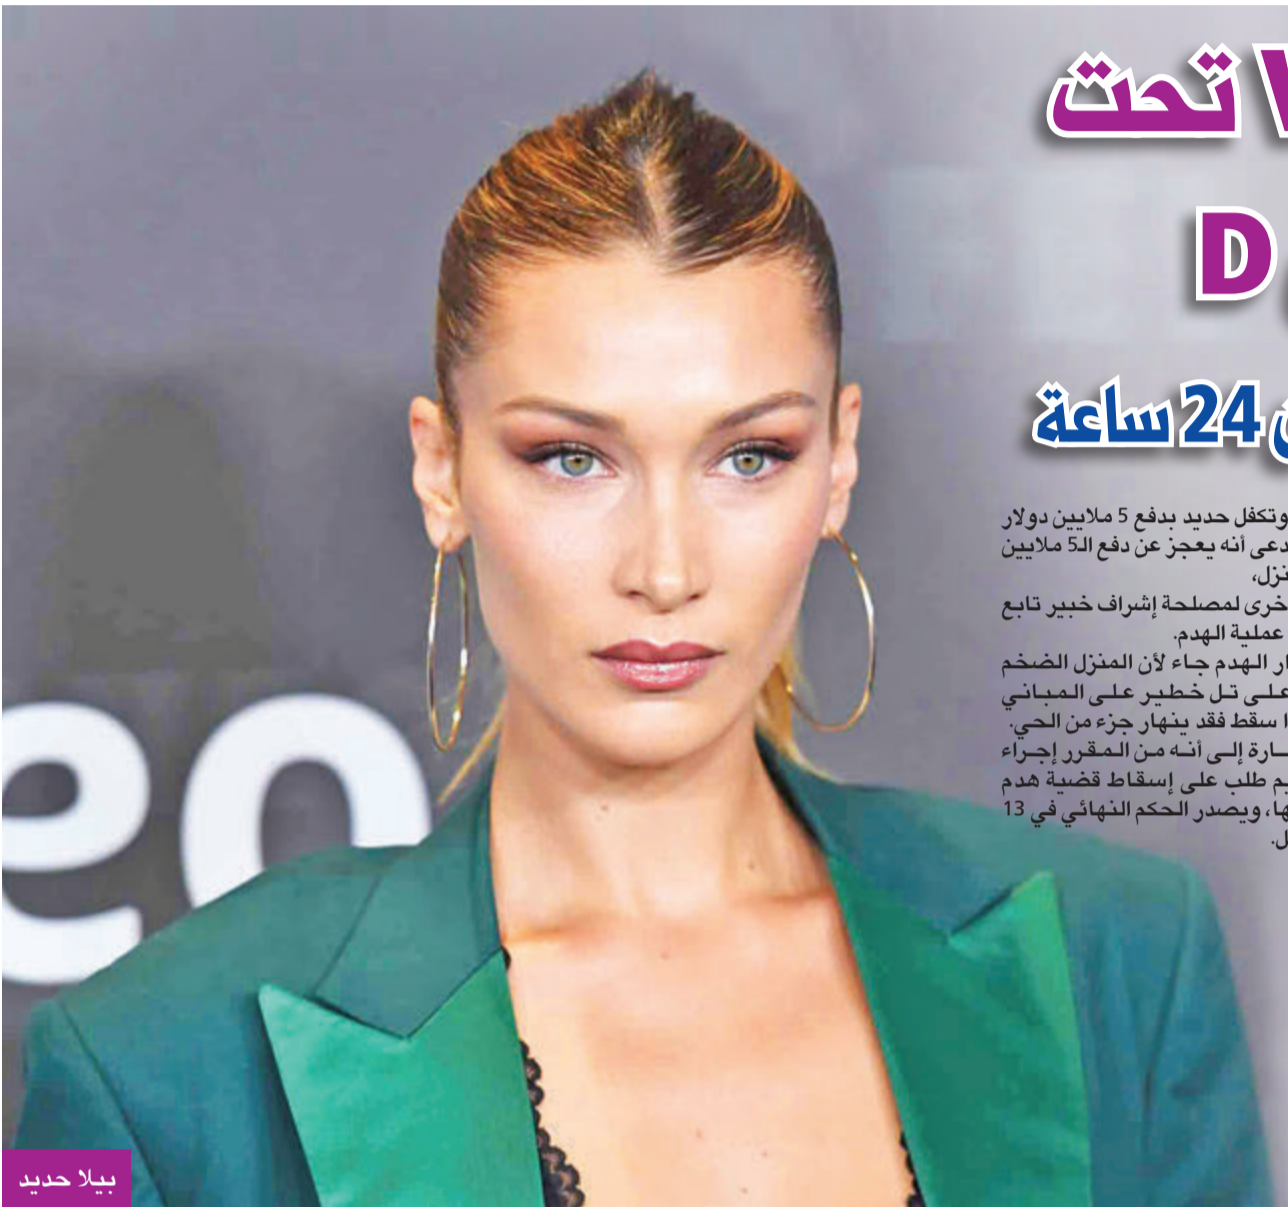 تحت
D
24 ساعة
وتكفل حديد بدفع 5 ملايين دولار
دعى أنه يعجز عن دفع الـ5 ملايين
نزل،
خرى لمصلحة إشراف خبير تابع
عملية الهدم.
ار الهدم جاء لأن المنزل الضخم
على تل خطير على المباني
ا سقط فقد ينهار جزء من الحي.
ارة إلى أنه من المقرر إجراء
يم طلب على إسقاط قضية هدم
ها، ويصدر الحكم النهائي في 13
ل.
eo
بيلا حديد